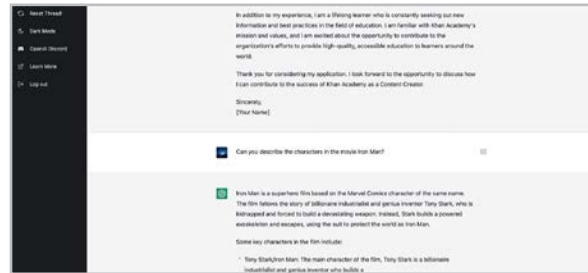 Reset Thread
Dark Mode
OpenAI Discord
Learn More
Log out
In addition to my experience, I am a lifelong learner who is constantly seeking out new
information and best practices in the field of education. I am familiar with Khan Academy's
mission and values, and I am excited about the opportunity to contribute to the
organization's efforts to provide high-quality, accessible education to learners around the
world.
Thank you for considering my application. I look forward to the opportunity to discuss how
I can contribute to the success of Khan Academy as a Content Creator.
Sincerely,
[Your Name]
Can you describe the characters in the movie Iron Man?
Iron Man is a superhero film based on the Marvel Comics character of the same name.
The film follows the story of billionaire industrialist and genius inventor Tony Stark, who is
kidnapped and forced to build a devastating weapon. Instead, Stark builds a powered
exoskeleton and escapes, using the suit to protect the world as Iron Man.
Some key characters in the film include:
• Tony Stark/Iron Man: The main character of the film, Tony Stark is a billionaire
industrialist and genius inventor who builds a